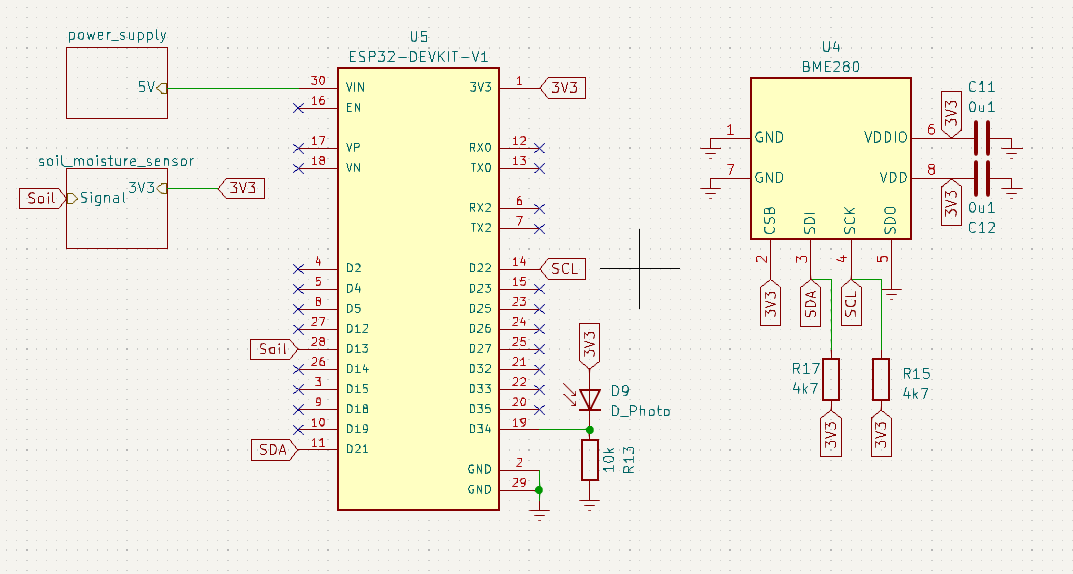 power_supply
5V
soil_moisture_sensor
3V3
Signal
Soil
3V3
U5
ESP32-DEVKIT-V1
30 VIN
16 EN
17 VP
18 VN
4 D2
5 D4
8 D5
27 D12
Soil 28 D13
26 D14
3 D15
9 D18
10 D19
SDA 11 D21
3V3 1 3V3
RX0 12
TX0 13
RX2 6
TX2 7
D22 14 SCL
D23 15
D25 23
D26 24
D27 25
D32 21
D33 22
D35 20
D34 19
GND 2
GND 29
3V3
D9
D_Photo
10k
R13
U4
BME280
1 GND
7 GND
VDDIO 6
VDD 8
CSB
SDI
SCK
SDO
2
3
4
5
3V3
SDA
SCL
3V3
C11
0u1
3V3
0u1
C12
R17
4k7
R15
4k7
3V3
3V3